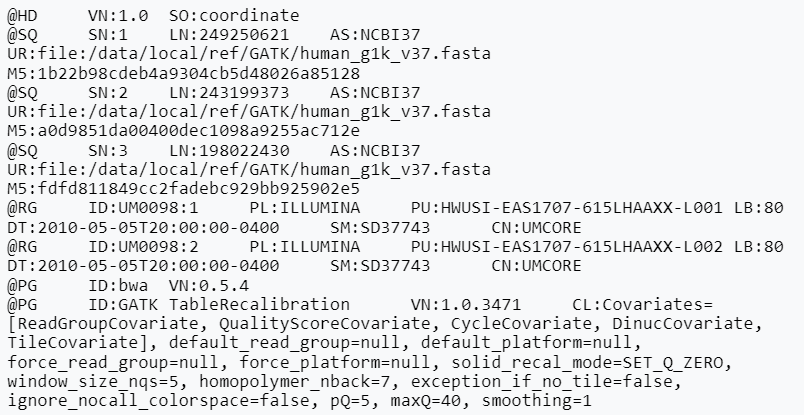 @HD VN:1.0 SO:coordinate
@SQ SN:1 LN:249250621 AS:NCBI37
UR:file:/data/local/ref/GATK/human_g1k_v37.fasta
M5:1b22b98cdeb4a9304cb5d48026a85128
@SQ SN:2 LN:243199373 AS:NCBI37
UR:file:/data/local/ref/GATK/human_g1k_v37.fasta
M5:a0d9851da00400dec1098a9255ac712e
@SQ SN:3 LN:198022430 AS:NCBI37
UR:file:/data/local/ref/GATK/human_g1k_v37.fasta
M5:fdfd811849cc2fadebc929bb925902e5
@RG ID:UM0098:1 PL:ILLUMINA PU:HWUSI-EAS1707-615LHAAXX-L001 LB:80
DT:2010-05-05T20:00:00-0400 SM:SD37743 CN:UMCORE
@RG ID:UM0098:2 PL:ILLUMINA PU:HWUSI-EAS1707-615LHAAXX-L002 LB:80
DT:2010-05-05T20:00:00-0400 SM:SD37743 CN:UMCORE
@PG ID:bwa VN:0.5.4
@PG ID:GATK TableRecalibration VN:1.0.3471 CL:Covariates=
[ReadGroupCovariate, QualityScoreCovariate, CycleCovariate, DinucCovariate,
TileCovariate], default_read_group=null, default_platform=null,
force_read_group=null, force_platform=null, solid_recal_mode=SET_Q_ZERO,
window_size_nqs=5, homopolymer_nback=7, exception_if_no_tile=false,
ignore_nocall_colorspace=false, pQ=5, maxQ=40, smoothing=1